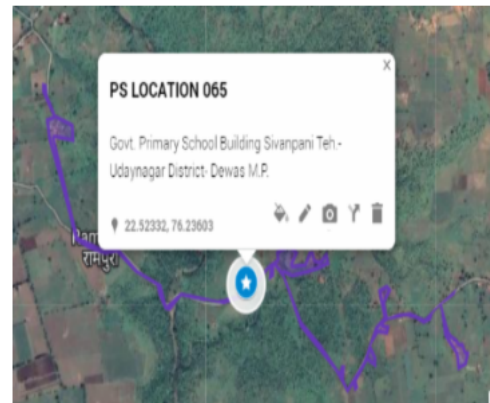 x
PS LOCATION 065
Govt. Primary School Building Sivanpani Teh.-
Udaynagar District- Dewas M.P.
22.52332, 76.23603
रामपुरा